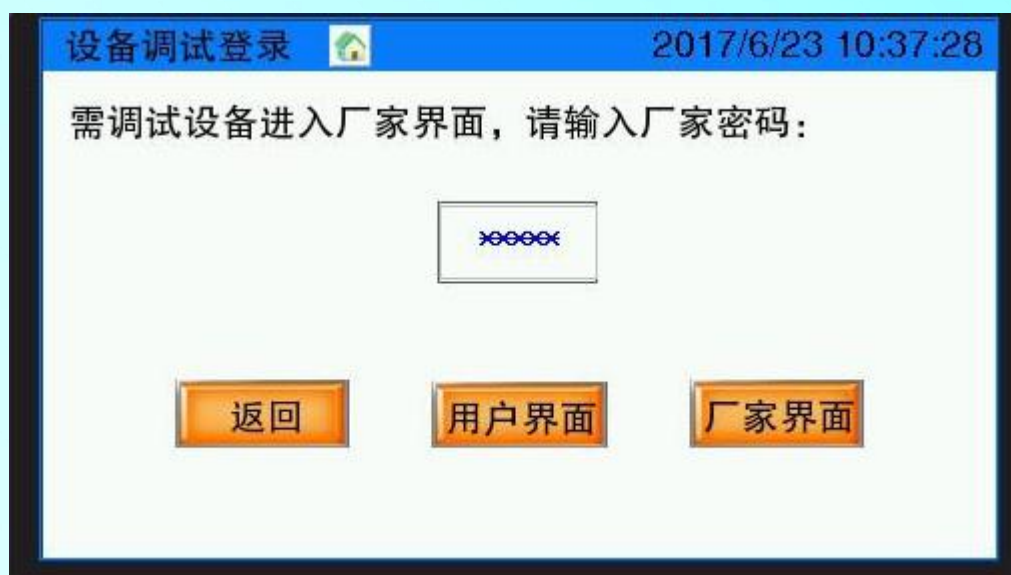 设备调试登录 2017/6/23 10:37:28
需调试设备进入厂家界面，请输入厂家密码：
*****
返回 用户界面 厂家界面